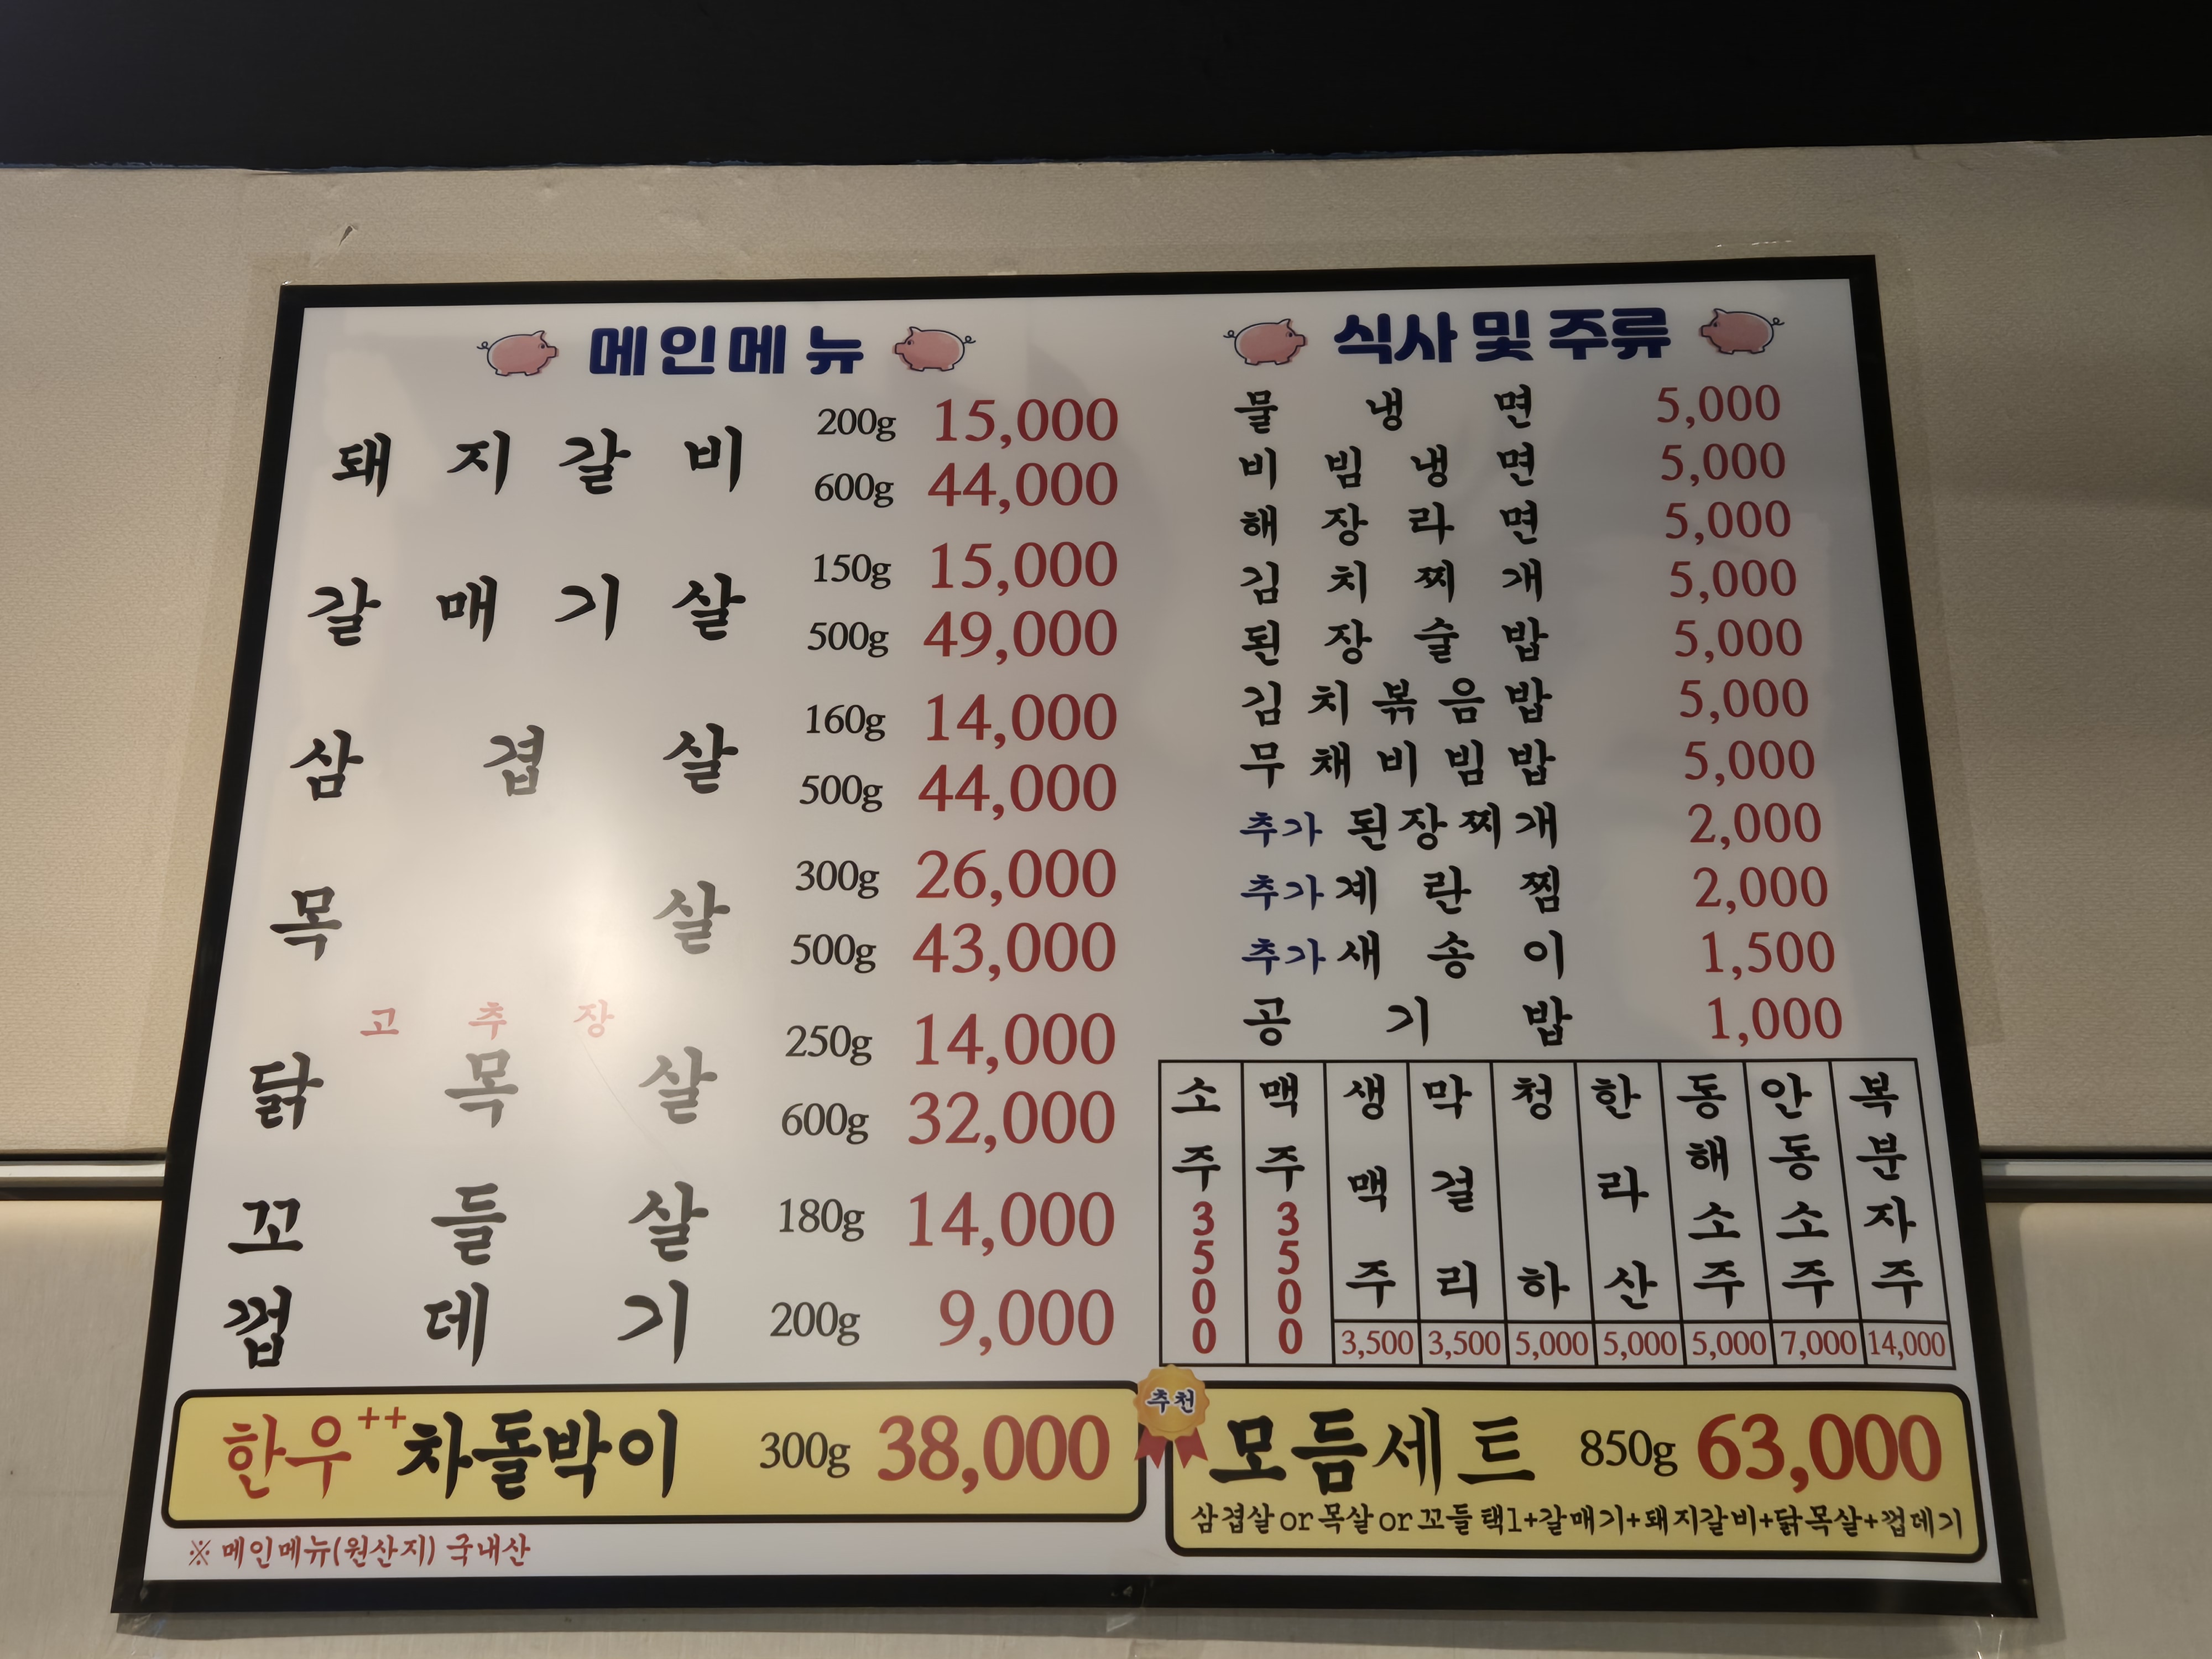 메인메뉴
돼지갈비 200g 15,000
600g 44,000
갈매기살 150g 15,000
500g 49,000
삼겹살 160g 14,000
500g 44,000
목살 300g 26,000
500g 43,000
고추장
닭목살 250g 14,000
600g 32,000
꼬들살 180g 14,000
껍데기 200g 9,000
식사 및 주류
물냉면 5,000
비빔냉면 5,000
해장라면 5,000
김치찌개 5,000
된장술밥 5,000
김치볶음밥 5,000
무채비빔밥 5,000
추가 된장찌개 2,000
추가 계란찜 2,000
추가 새송이 1,500
공기밥 1,000
소주 3500
맥주 3500
생맥주 3,500
막걸리 3,500
청하 5,000
한라산 5,000
동해소주 5,000
안동소주 7,000
복분자주 14,000
한우++차돌박이 300g 38,000
추천
모듬세트 850g 63,000
삼겹살or목살or꼬들 택1+갈매기+돼지갈비+닭목살+껍데기
※ 메인메뉴(원산지) 국내산